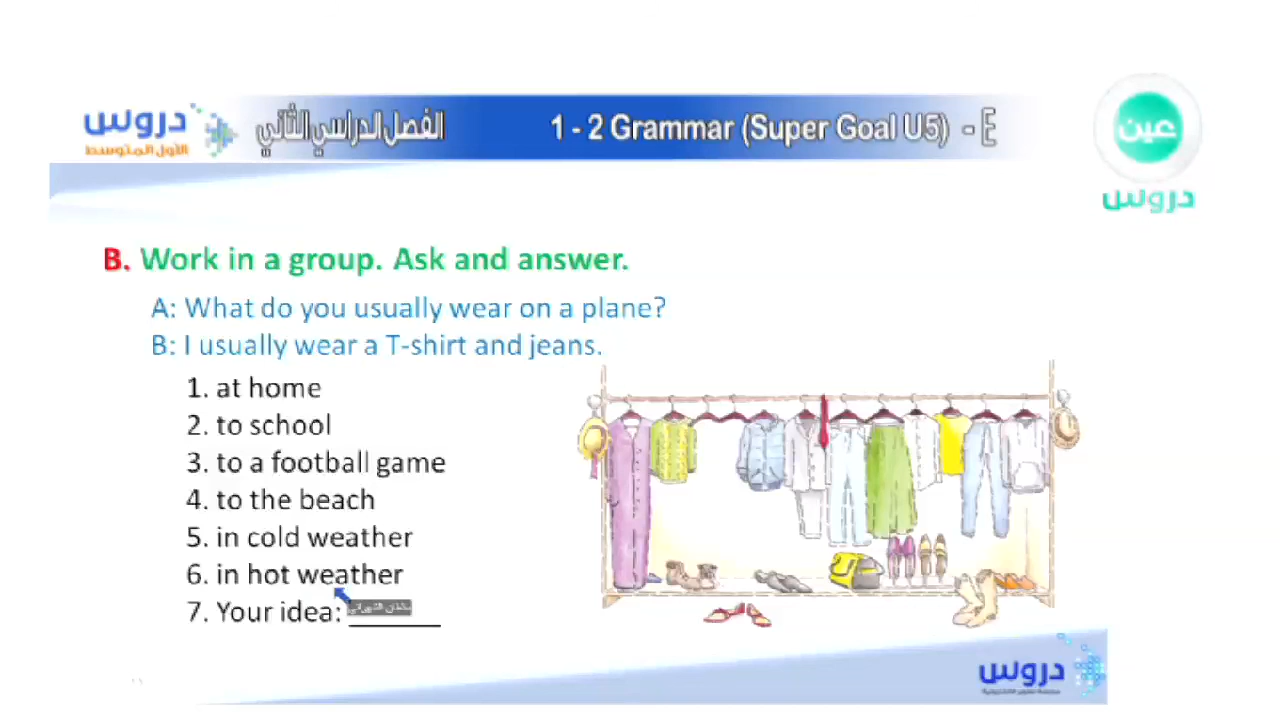 دروس
الأول المتوسط
الفصل الدراسي الثاني
1 - 2 Grammar (Super Goal U5) - E
عين
دروس
B. Work in a group. Ask and answer.
A: What do you usually wear on a plane?
B: I usually wear a T-shirt and jeans.
1. at home
2. to school
3. to a football game
4. to the beach
5. in cold weather
6. in hot weather
7. Your idea: ________
دروس